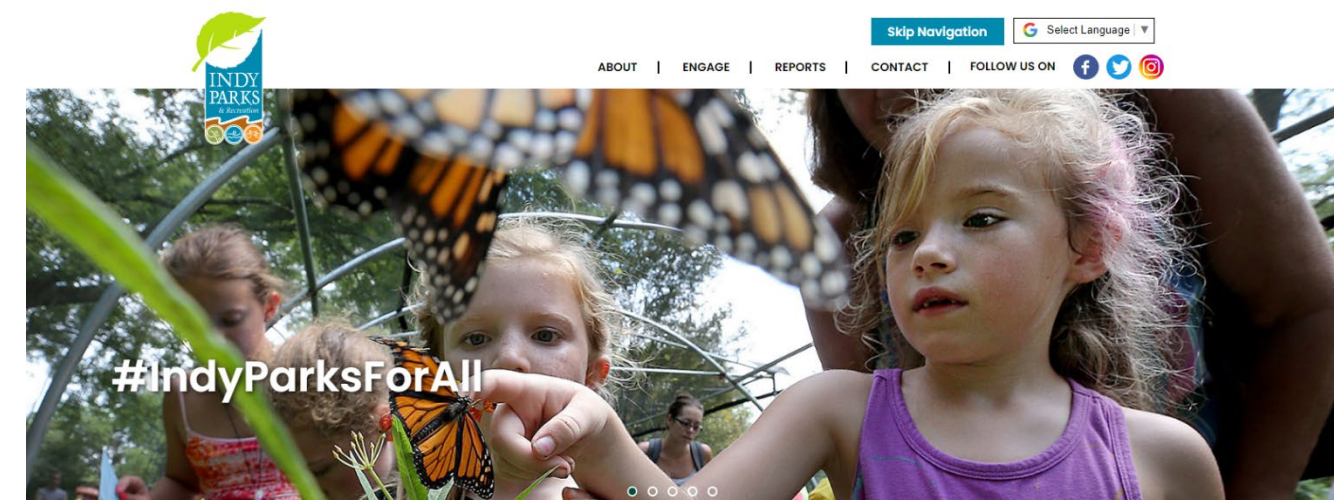 Skip Navigation
Select Language ▼
ABOUT | ENGAGE | REPORTS | CONTACT | FOLLOW US ON
INDY
PARKS
& Recreation
#IndyParksForAll